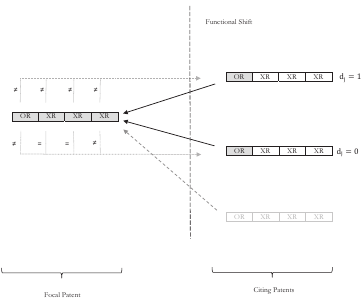 Functional Shift
OR XR XR XR d_j = 1
≠ ≠ ≠ ≠
OR XR XR XR
≠ = = ≠
OR XR XR XR d_j = 0
OR XR XR XR
Focal Patent
Citing Patents